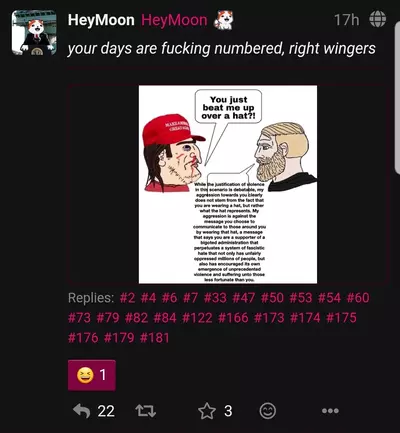 HeyMoon HeyMoon 17h
your days are fucking numbered, right wingers
You just
beat me up
over a hat?!
While the justification of violence
in this scenario is debatable, my
aggression towards you clearly
does not stem from the fact that
you are wearing a hat, but rather
what the hat represents. My
aggression is against the
message you choose to
communicate to those around you
by wearing that hat, a message
that says you are a supporter of a
bigoted administration that
perpetuates a system of fascistic
hate that not only has unfairly
oppressed millions of people, but
also has encouraged its own
emergence of unprecedented
violence and suffering unto those
less fortunate than you.
Replies: #2 #4 #6 #7 #33 #47 #50 #53 #54 #60
#73 #79 #82 #84 #122 #166 #173 #174 #175
#176 #179 #181
1
22 3